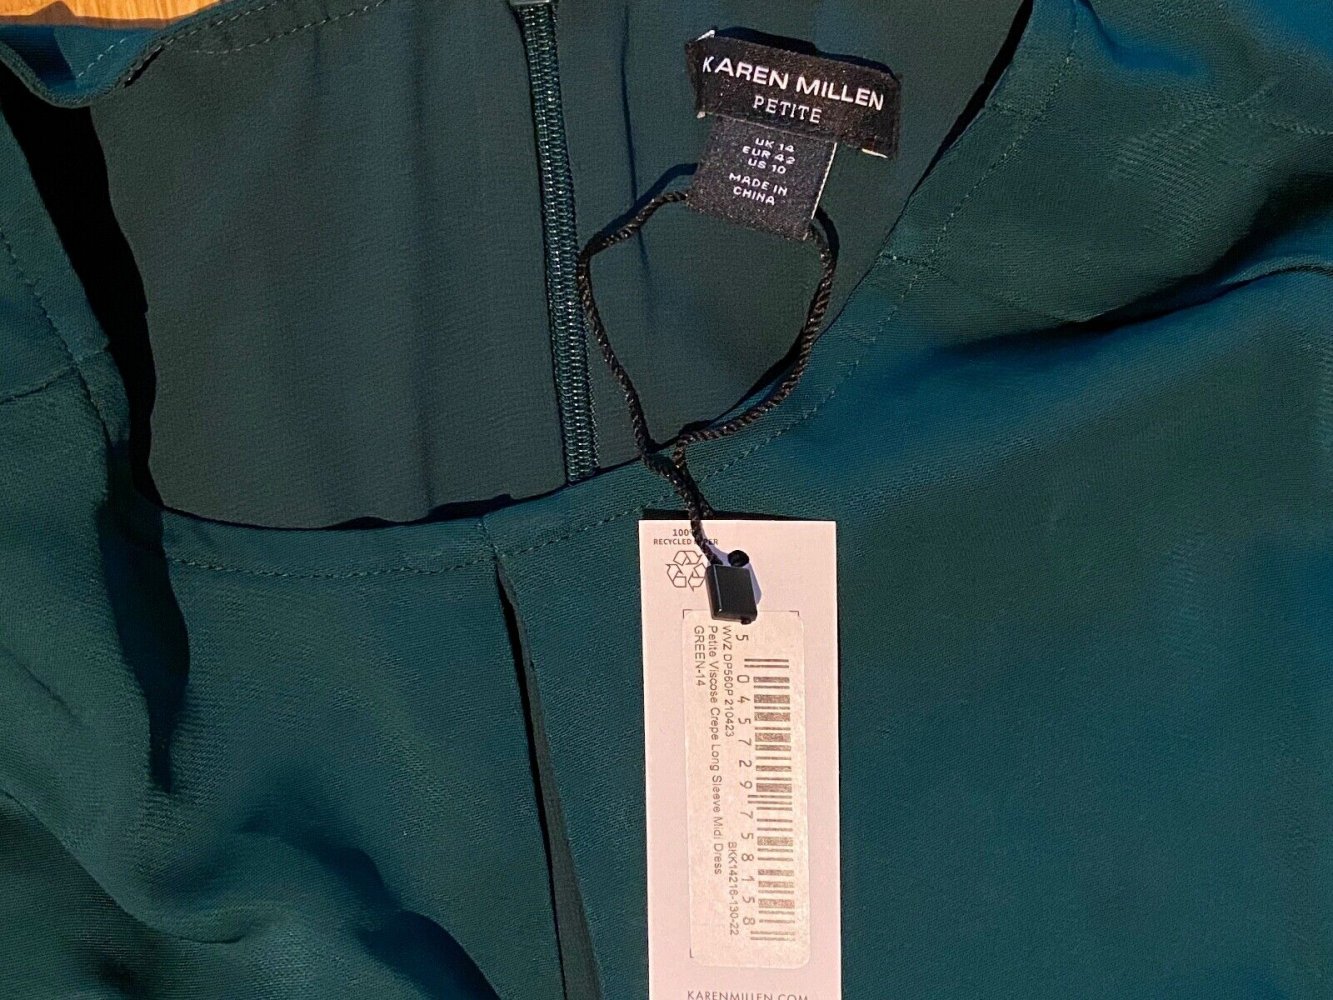 KAREN MILLEN
PETITE
UK 14
EUR 42
US 10
MADE IN
CHINA
100%
RECYCLED
5 045729 758158
WVZ DP560P 210423
BKK14216-130-22
Petite Viscose Crepe Long Sleeve Midi Dress
GREEN-14
KARENMILLEN.COM